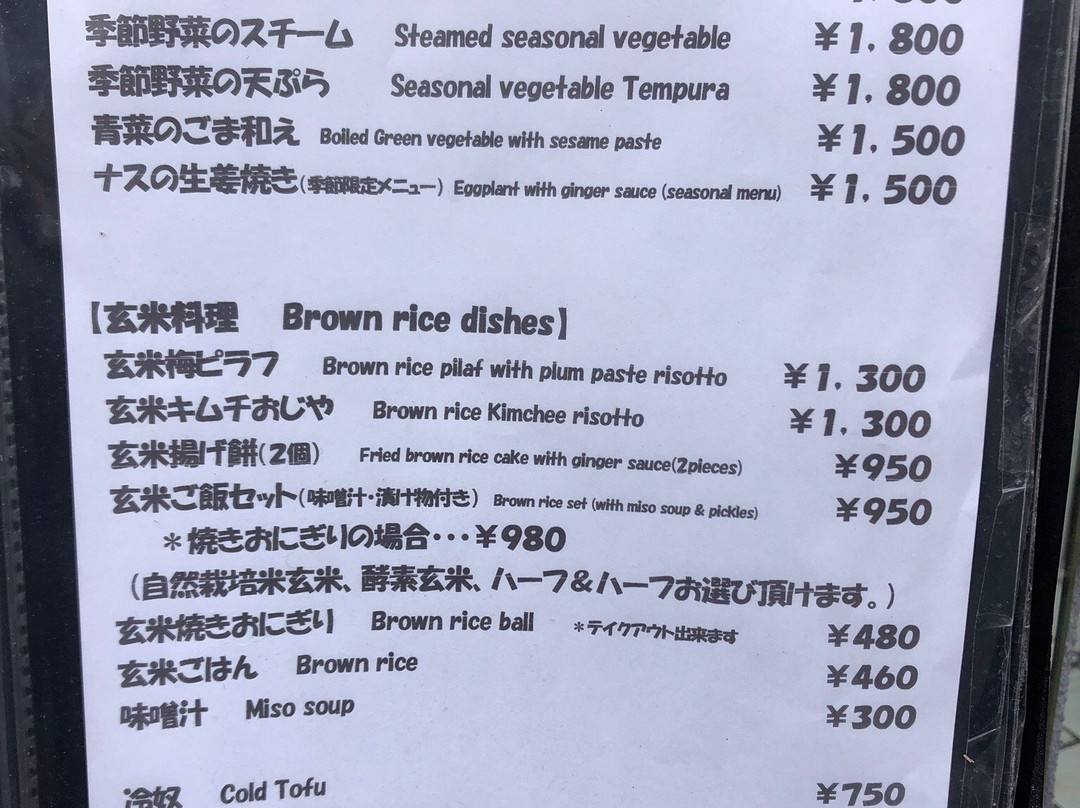 季節野菜のスチーム Steamed seasonal vegetable ¥1,800
季節野菜の天ぷら Seasonal vegetable Tempura ¥1,800
青菜のごま和え Boiled Green vegetable with sesame paste ¥1,500
ナスの生姜焼き(季節限定メニュー) Eggplant with ginger sauce (seasonal menu) ¥1,500
【玄米料理 Brown rice dishes】
玄米梅ピラフ Brown rice pilaf with plum paste risotto ¥1,300
玄米キムチおじや Brown rice Kimchee risotto ¥1,300
玄米揚げ餅(2個) Fried brown rice cake with ginger sauce(2pieces) ¥950
玄米ご飯セット(味噌汁・漬け物付き) Brown rice set (with miso soup & pickles) ¥950
＊焼きおにぎりの場合・・・¥980
(自然栽培米玄米、酵素玄米、ハーフ＆ハーフお選び頂けます。)
玄米焼きおにぎり Brown rice ball ＊テイクアウト出来ます ¥480
玄米ごはん Brown rice ¥460
味噌汁 Miso soup ¥300
冷奴 Cold Tofu ¥750